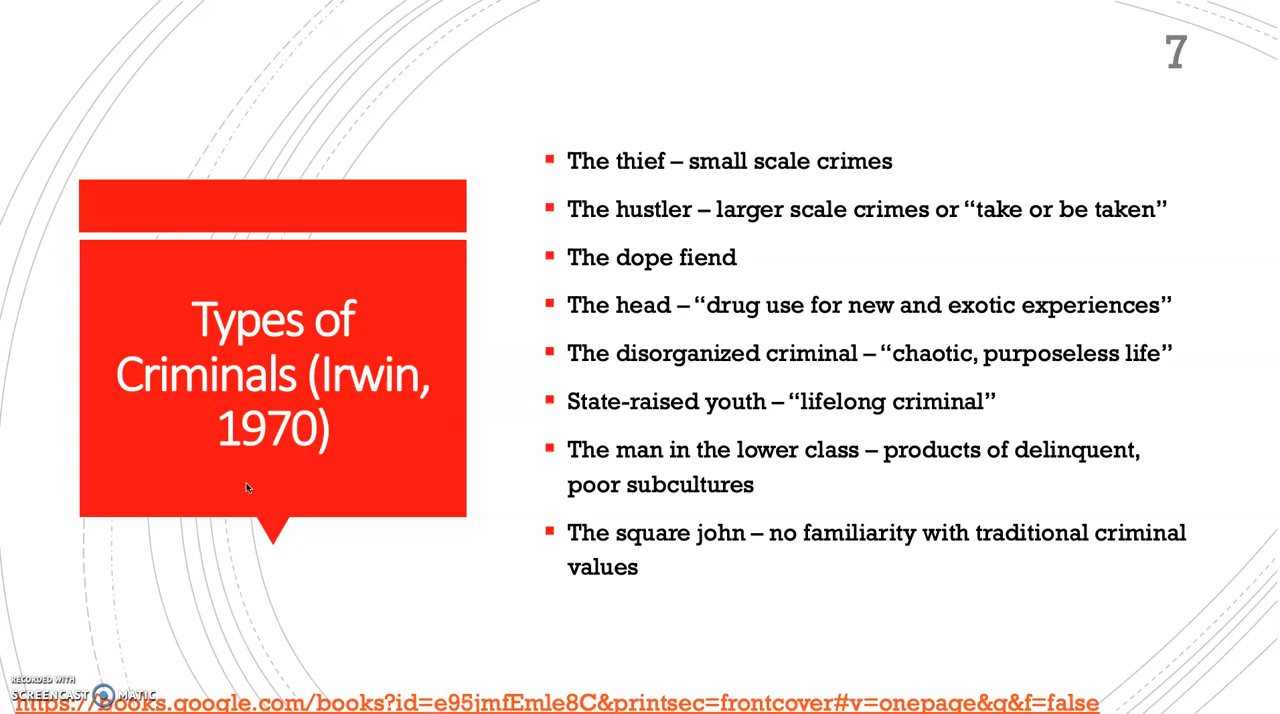 7
Types of
Criminals (Irwin,
1970)
▪ The thief – small scale crimes
▪ The hustler – larger scale crimes or “take or be taken”
▪ The dope fiend
▪ The head – “drug use for new and exotic experiences”
▪ The disorganized criminal – “chaotic, purposeless life”
▪ State-raised youth – “lifelong criminal”
▪ The man in the lower class – products of delinquent,
poor subcultures
▪ The square john – no familiarity with traditional criminal
values
RECORDED WITH
SCREENCAST MATIC
https://books.google.com/books?id=e95jmfEmle8C&printsec=frontcover#v=onepage&q&f=false